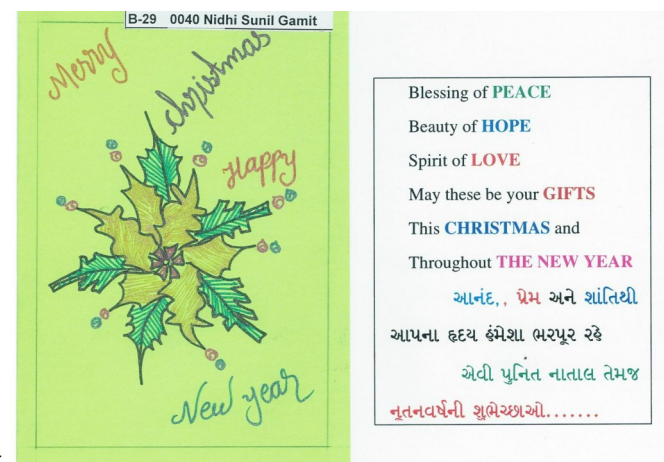 B-29 0040 Nidhi Sunil Gamit
Merry
christmas
Happy
New year
Blessing of PEACE
Beauty of HOPE
Spirit of LOVE
May these be your GIFTS
This CHRISTMAS and
Throughout THE NEW YEAR
આનંદ,, પ્રેમ અને શાંતિથી
આપના હૃદય હંમેશા ભરપૂર રહે
એવી પુનિત નાતાલ તેમજ
નૂતનવર્ષની શુભેચ્છાઓ.......